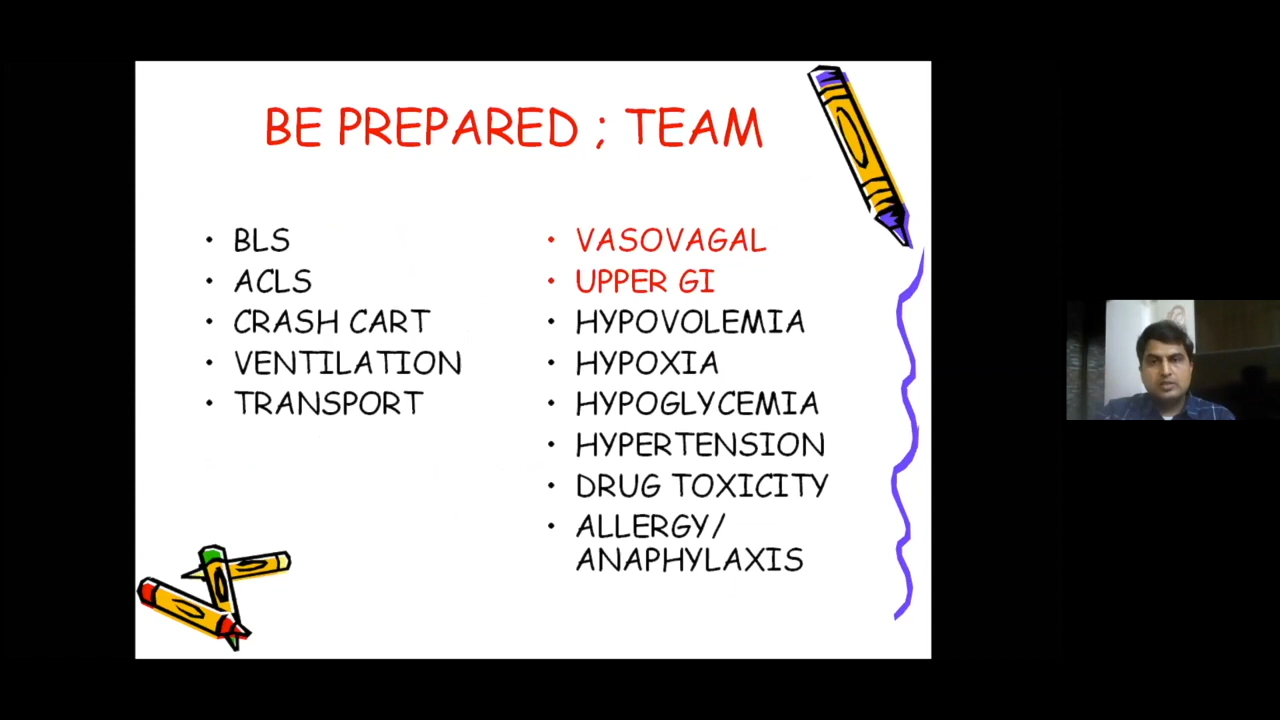 BE PREPARED ; TEAM
• BLS
• ACLS
• CRASH CART
• VENTILATION
• TRANSPORT
• VASOVAGAL
• UPPER GI
• HYPOVOLEMIA
• HYPOXIA
• HYPOGLYCEMIA
• HYPERTENSION
• DRUG TOXICITY
• ALLERGY/
ANAPHYLAXIS